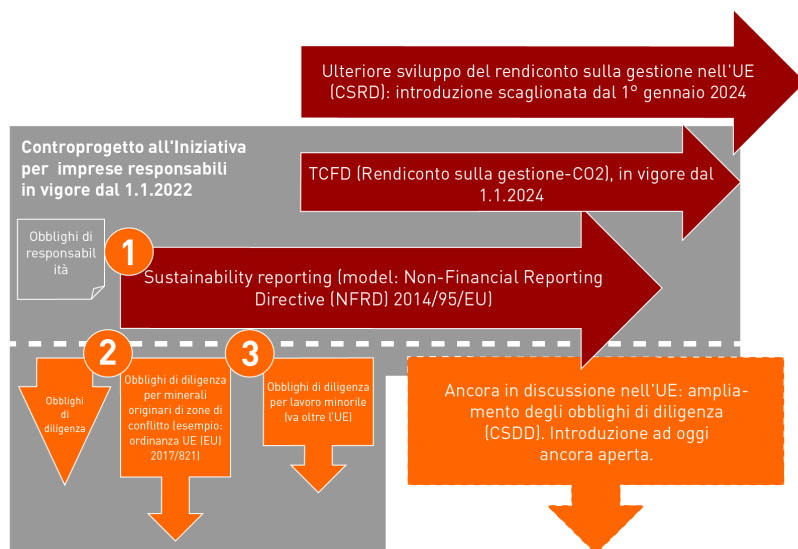 Ulteriore sviluppo del rendiconto sulla gestione nell'UE
(CSRD): introduzione scaglionata dal 1° gennaio 2024
Controprogetto all'Iniziativa
per imprese responsabili
in vigore dal 1.1.2022
TCFD (Rendiconto sulla gestione-CO2), in vigore dal
1.1.2024
Obblighi di
responsabil
ità
1
Sustainability reporting (model: Non-Financial Reporting
Directive (NFRD) 2014/95/EU)
Obblighi
di
diligenza
2
Obblighi di diligenza
per minerali
originari di zone di
conflitto (esempio:
ordinanza UE (EU)
2017/821)
3
Obblighi di diligenza
per lavoro minorile
(va oltre l'UE)
Ancora in discussione nell'UE: amplia-
mento degli obblighi di diligenza
(CSDD). Introduzione ad oggi
ancora aperta.